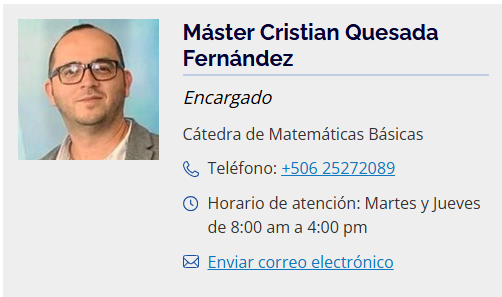 Máster Cristian Quesada
Fernández
Encargado
Cátedra de Matemáticas Básicas
Teléfono: +506 25272089
Horario de atención: Martes y Jueves
de 8:00 am a 4:00 pm
Enviar correo electrónico